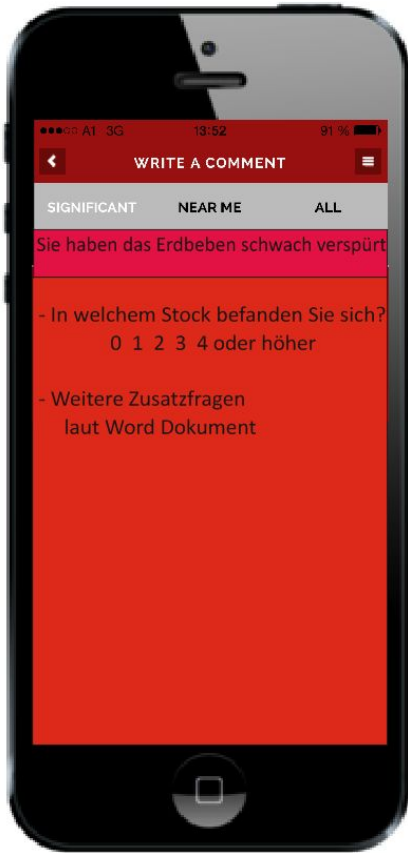 A1 3G 13:52 91 %
WRITE A COMMENT
SIGNIFICANT NEAR ME ALL
Sie haben das Erdbeben schwach verspürt
- In welchem Stock befanden Sie sich?
0 1 2 3 4 oder höher
- Weitere Zusatzfragen
laut Word Dokument